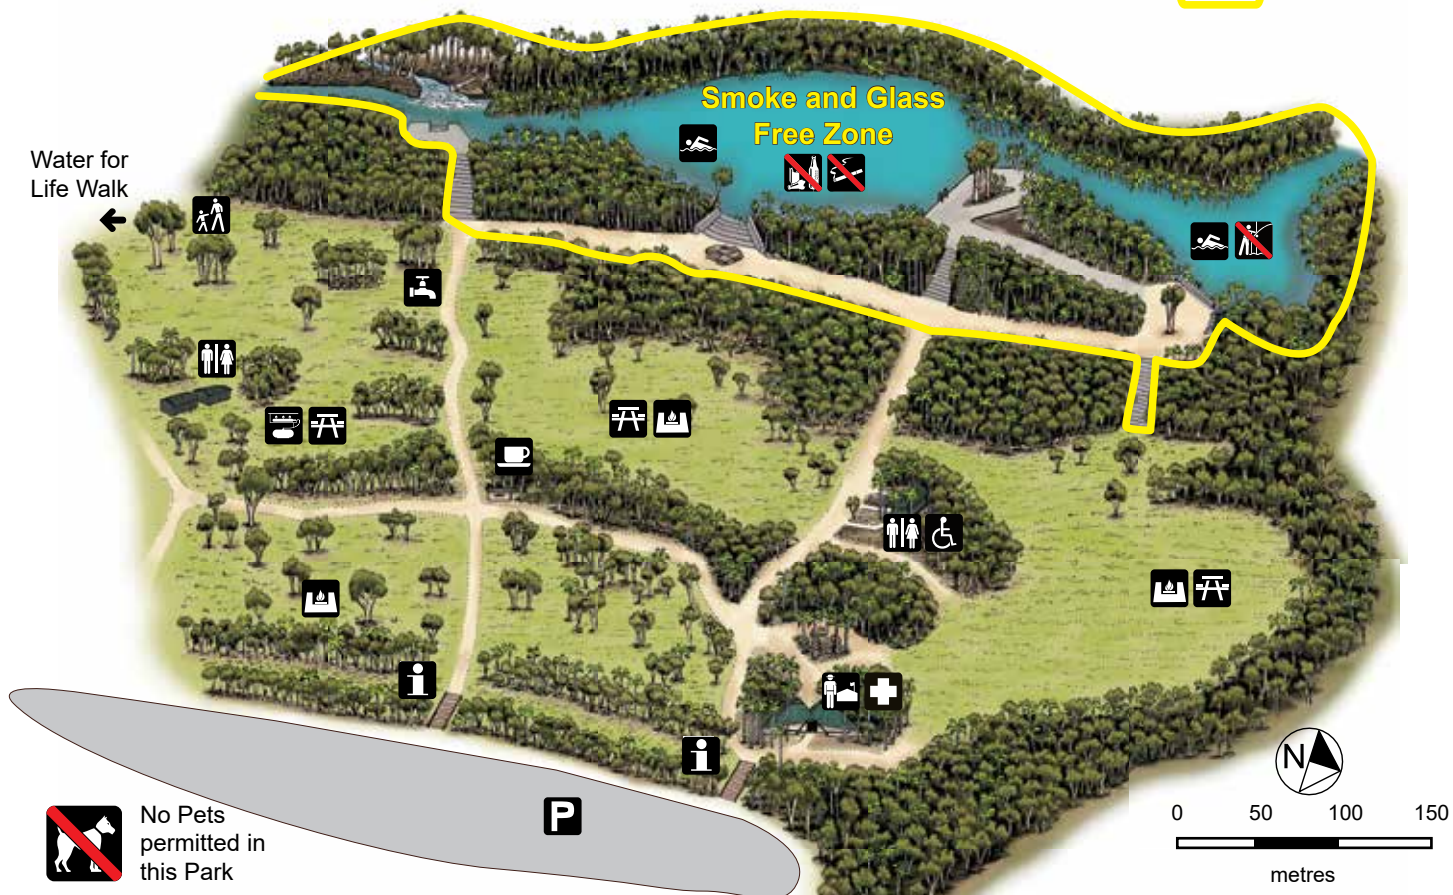 Smoke and Glass
Free Zone
Water for
Life Walk
P
N
0 50 100 150
metres
No Pets
permitted in
this Park